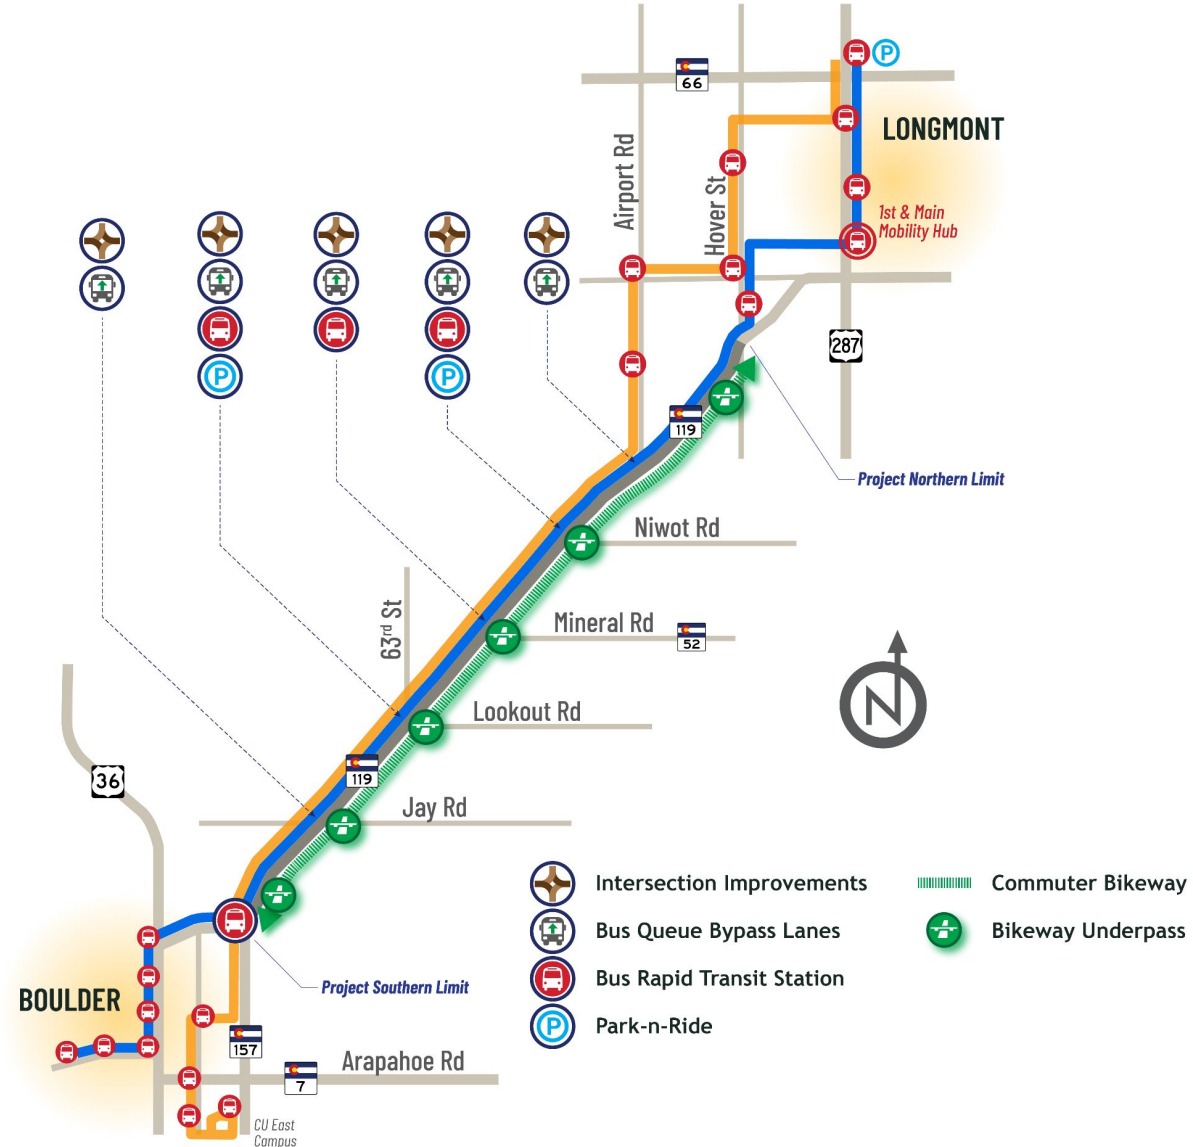 P
66
LONGMONT
Airport Rd
Hover St
1st & Main
Mobility Hub
287
P
P
119
Project Northern Limit
Niwot Rd
63rd St
Mineral Rd
52
N
Lookout Rd
119
36
Jay Rd
Intersection Improvements
Commuter Bikeway
Bus Queue Bypass Lanes
Bikeway Underpass
Bus Rapid Transit Station
P
Park-n-Ride
Project Southern Limit
BOULDER
157
Arapahoe Rd
7
CU East
Campus